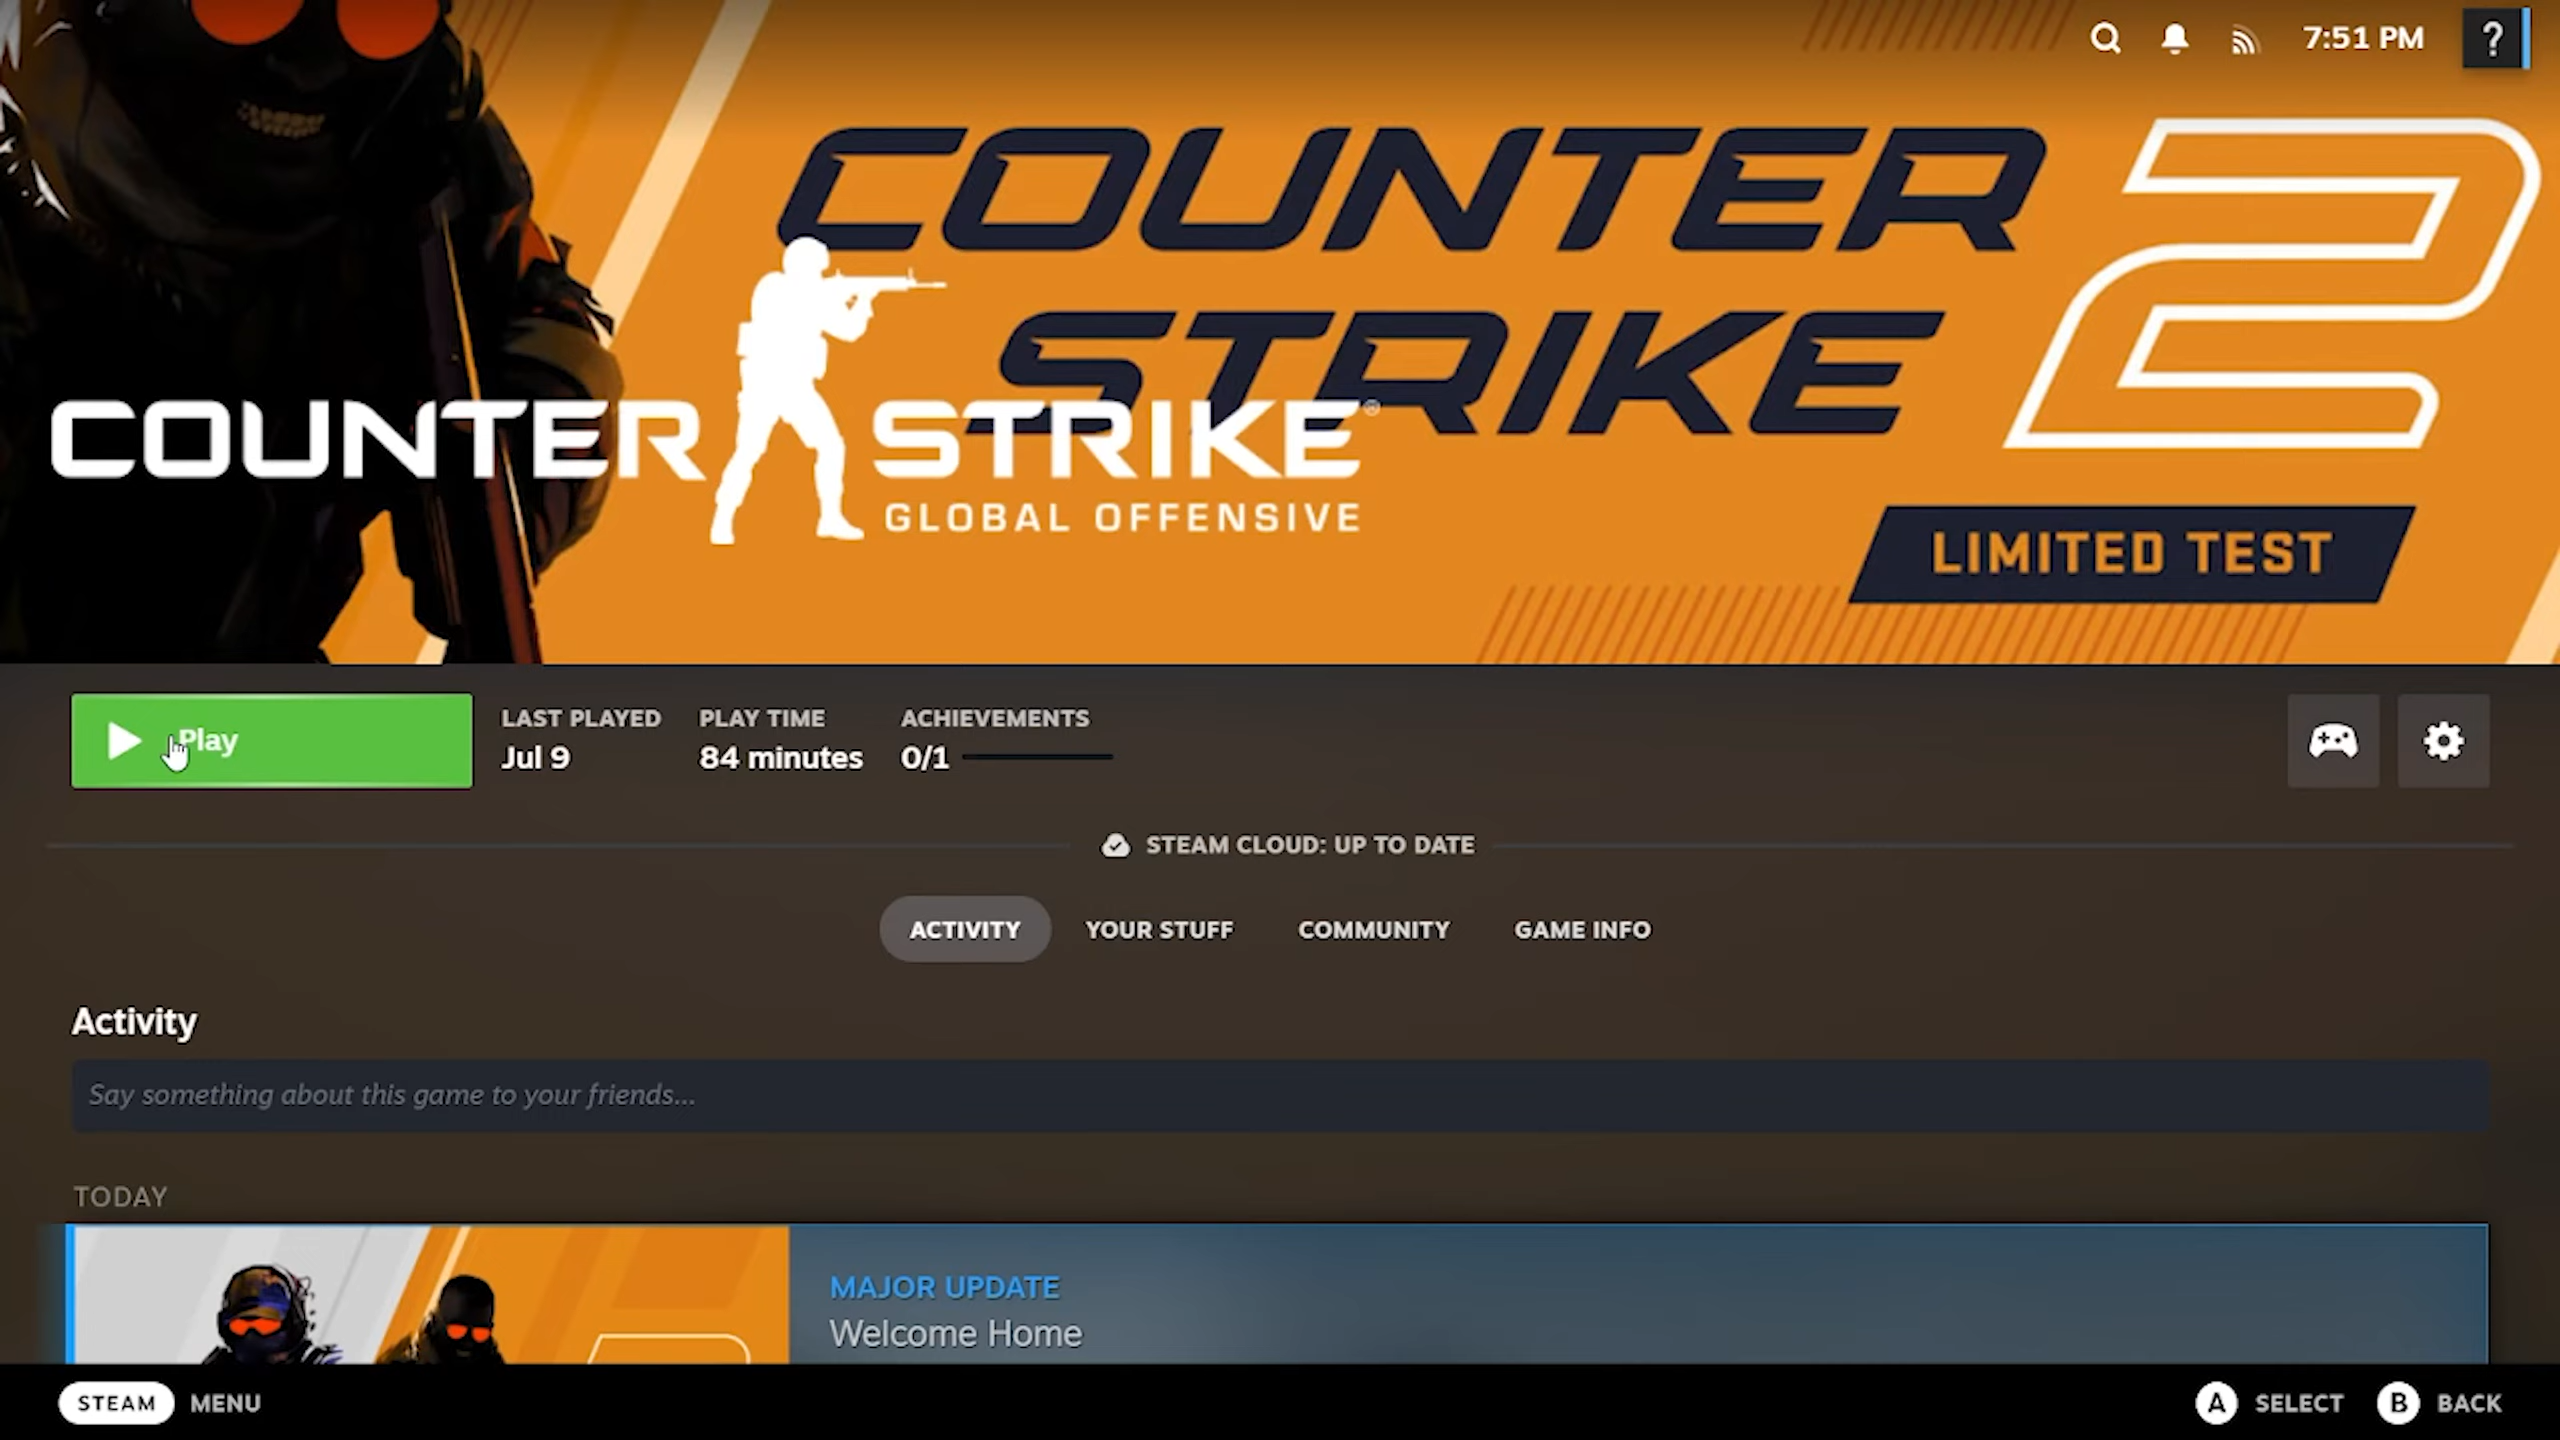 7:51 PM
?
COUNTER
STRIKE
2
COUNTER STRIKE®
GLOBAL OFFENSIVE
LIMITED TEST
Play
LAST PLAYED
Jul 9
PLAY TIME
84 minutes
ACHIEVEMENTS
0/1
STEAM CLOUD: UP TO DATE
ACTIVITY YOUR STUFF COMMUNITY GAME INFO
Activity
Say something about this game to your friends...
TODAY
MAJOR UPDATE
Welcome Home
STEAM MENU
A SELECT B BACK